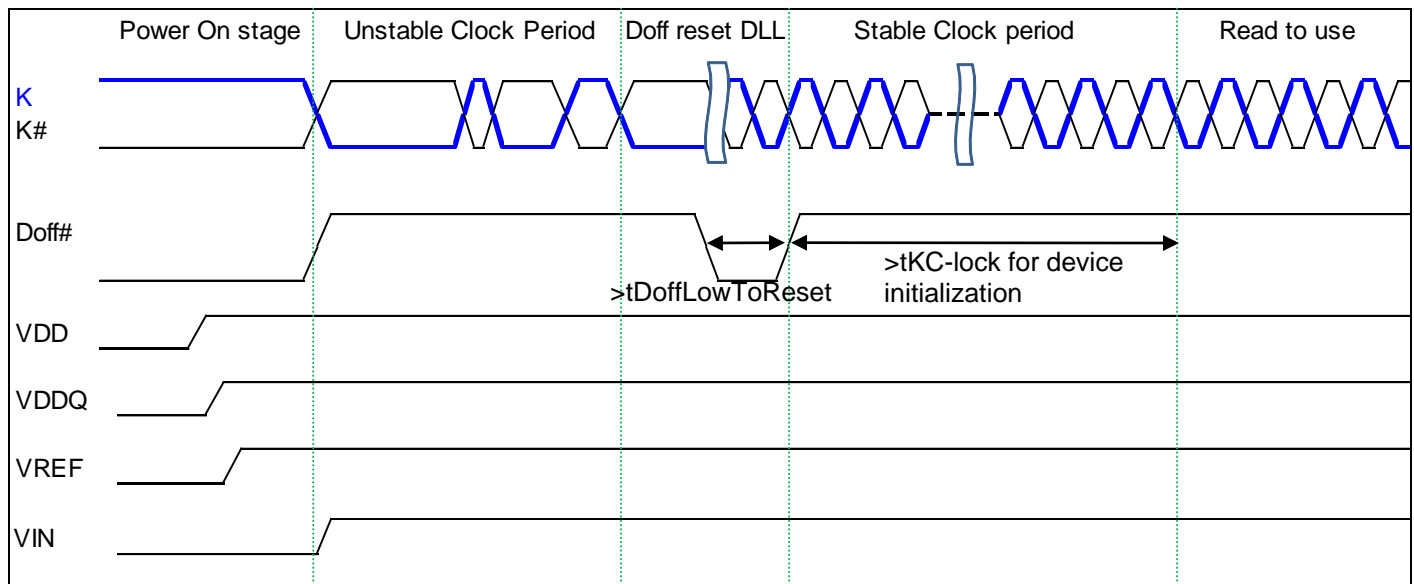 Power On stage
Unstable Clock Period
Doff reset DLL
Stable Clock period
Read to use
K
K#
Doff#
>tDoffLowToReset
>tKC-lock for device
initialization
VDD
VDDQ
VREF
VIN